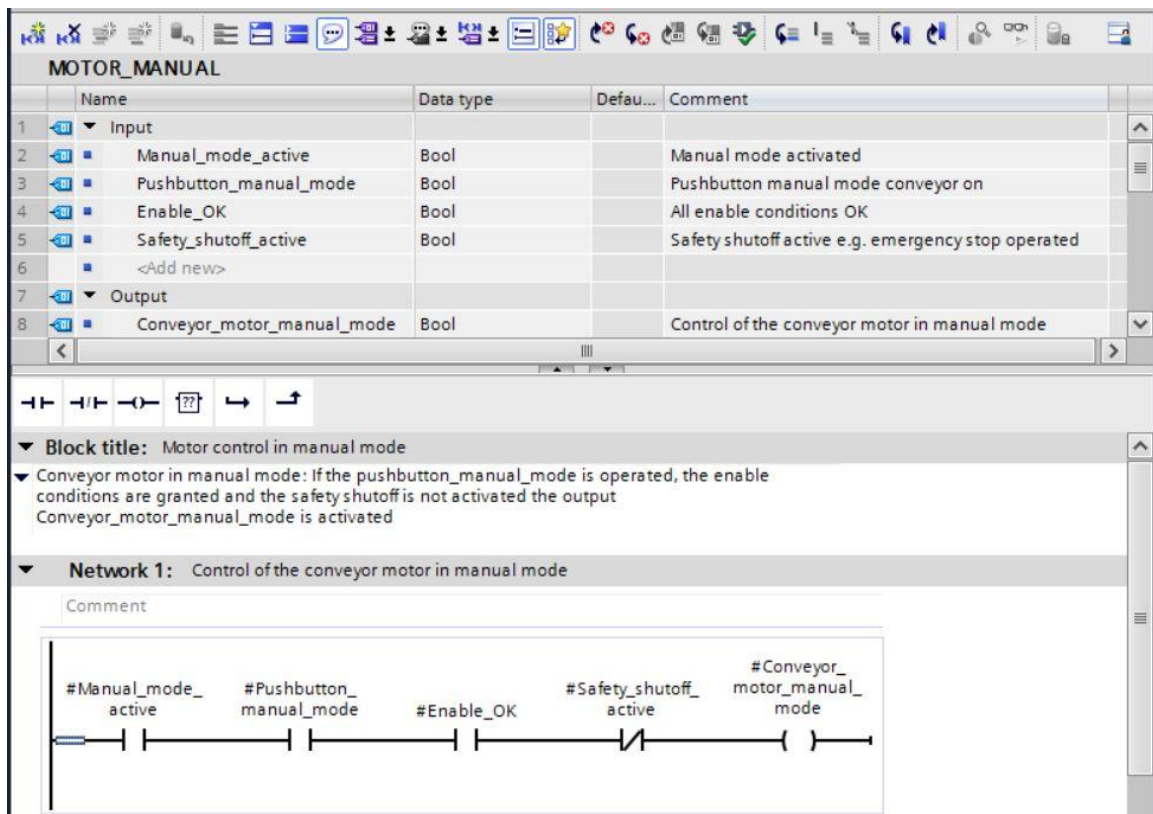 MOTOR_MANUAL
Name Data type Defau... Comment
1 Input
2 Manual_mode_active Bool Manual mode activated
3 Pushbutton_manual_mode Bool Pushbutton manual mode conveyor on
4 Enable_OK Bool All enable conditions OK
5 Safety_shutoff_active Bool Safety shutoff active e.g. emergency stop operated
6 <Add new>
7 Output
8 Conveyor_motor_manual_mode Bool Control of the conveyor motor in manual mode
??
Block title: Motor control in manual mode
Conveyor motor in manual mode: If the pushbutton_manual_mode is operated, the enable
conditions are granted and the safety shutoff is not activated the output
Conveyor_motor_manual_mode is activated
Network 1: Control of the conveyor motor in manual mode
Comment
#Manual_mode_
active
#Pushbutton_
manual_mode
#Enable_OK
#Safety_shutoff_
active
#Conveyor_
motor_manual_
mode